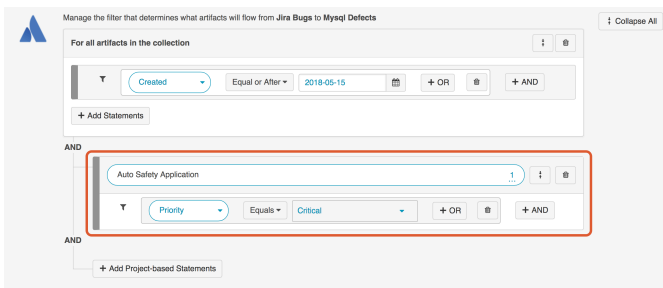 Manage the filter that determines what artifacts will flow from Jira Bugs to Mysql Defects
Collapse All
For all artifacts in the collection
Created Equal or After 2018-05-15 + OR + AND
+ Add Statements
AND
Auto Safety Application 1
Priority Equals Critical + OR + AND
AND
+ Add Project-based Statements